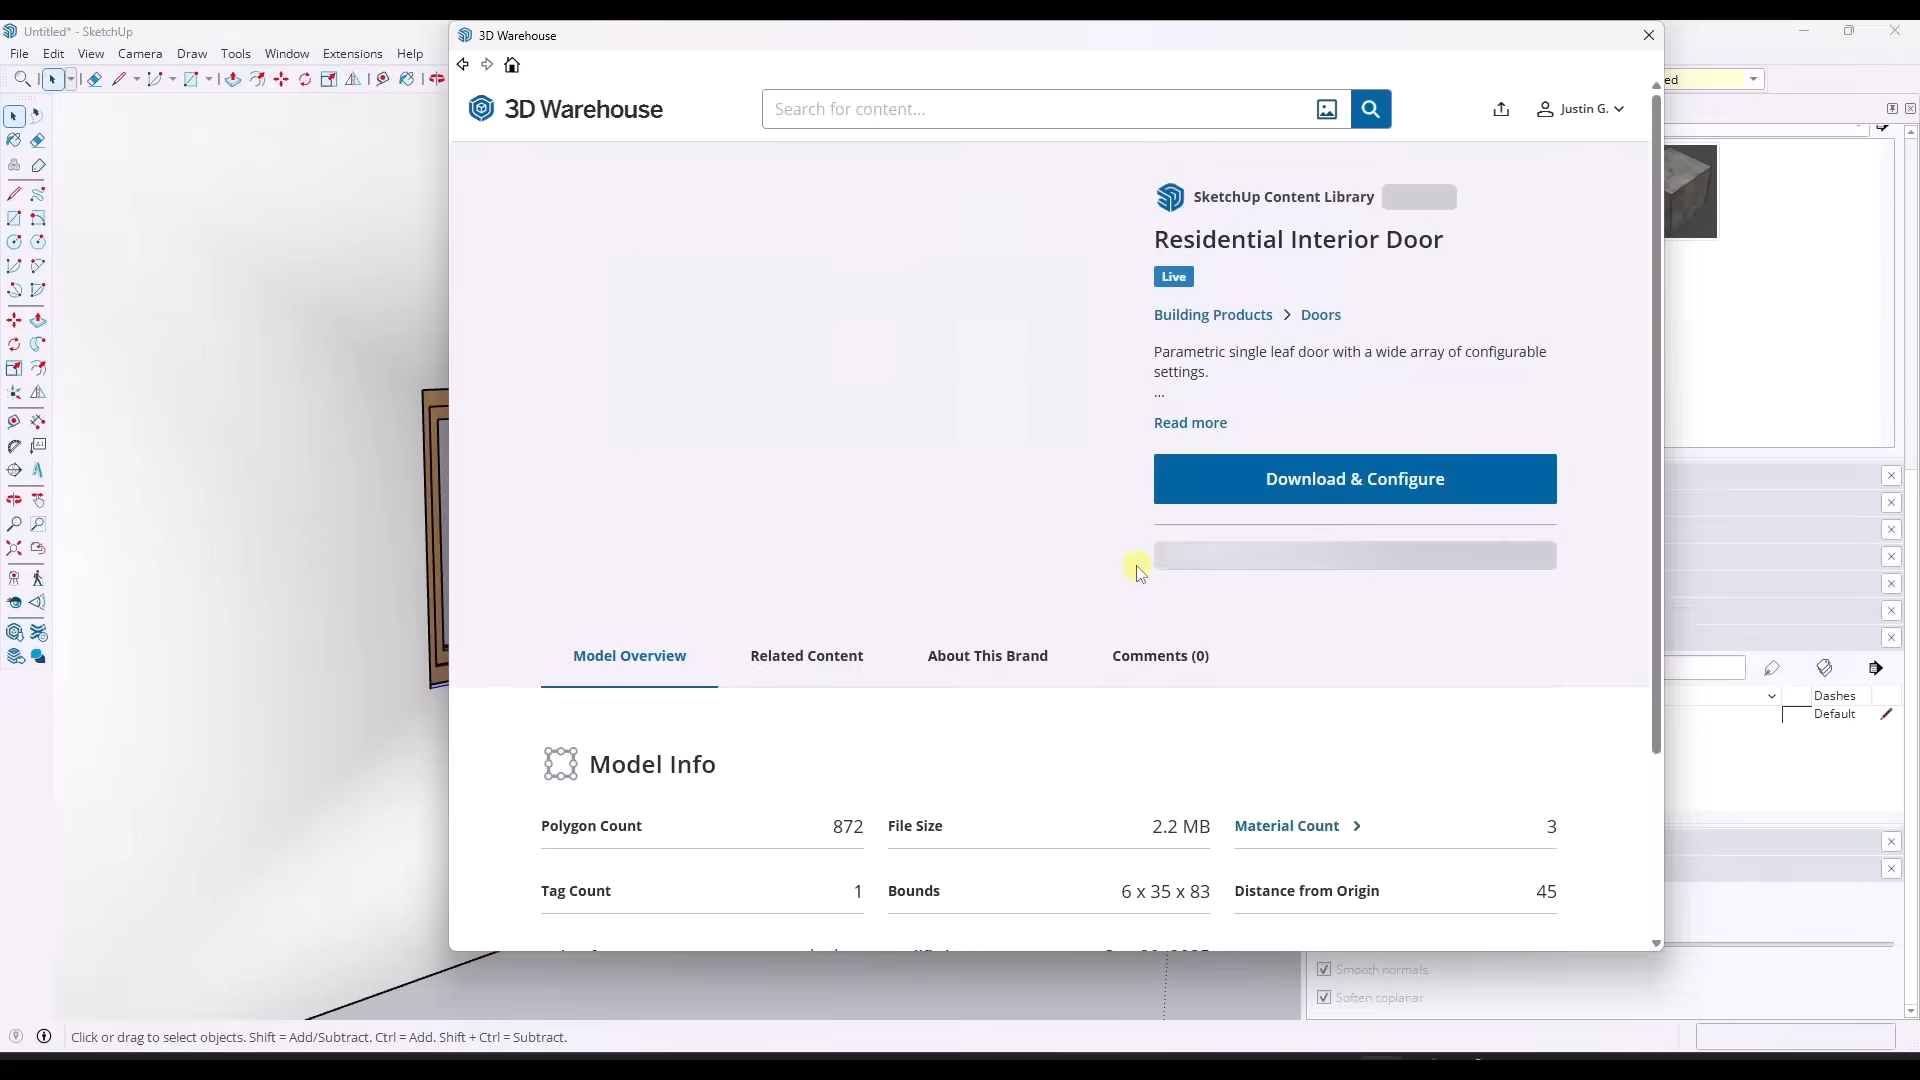 Untitled* - SketchUp
File Edit View Camera Draw Tools Window Extensions Help
3D Warehouse
3D Warehouse
Search for content...
Justin G.
ed
SketchUp Content Library
Residential Interior Door
Live
Building Products > Doors
Parametric single leaf door with a wide array of configurable
settings.
...
Read more
Download & Configure
Model Overview
Related Content
About This Brand
Comments (0)
Model Info
Polygon Count 872
File Size 2.2 MB
Material Count > 3
Tag Count 1
Bounds 6 x 35 x 83
Distance from Origin 45
Dashes
Default
Smooth normals
Soften coplanar
Click or drag to select objects. Shift = Add/Subtract. Ctrl = Add. Shift + Ctrl = Subtract.